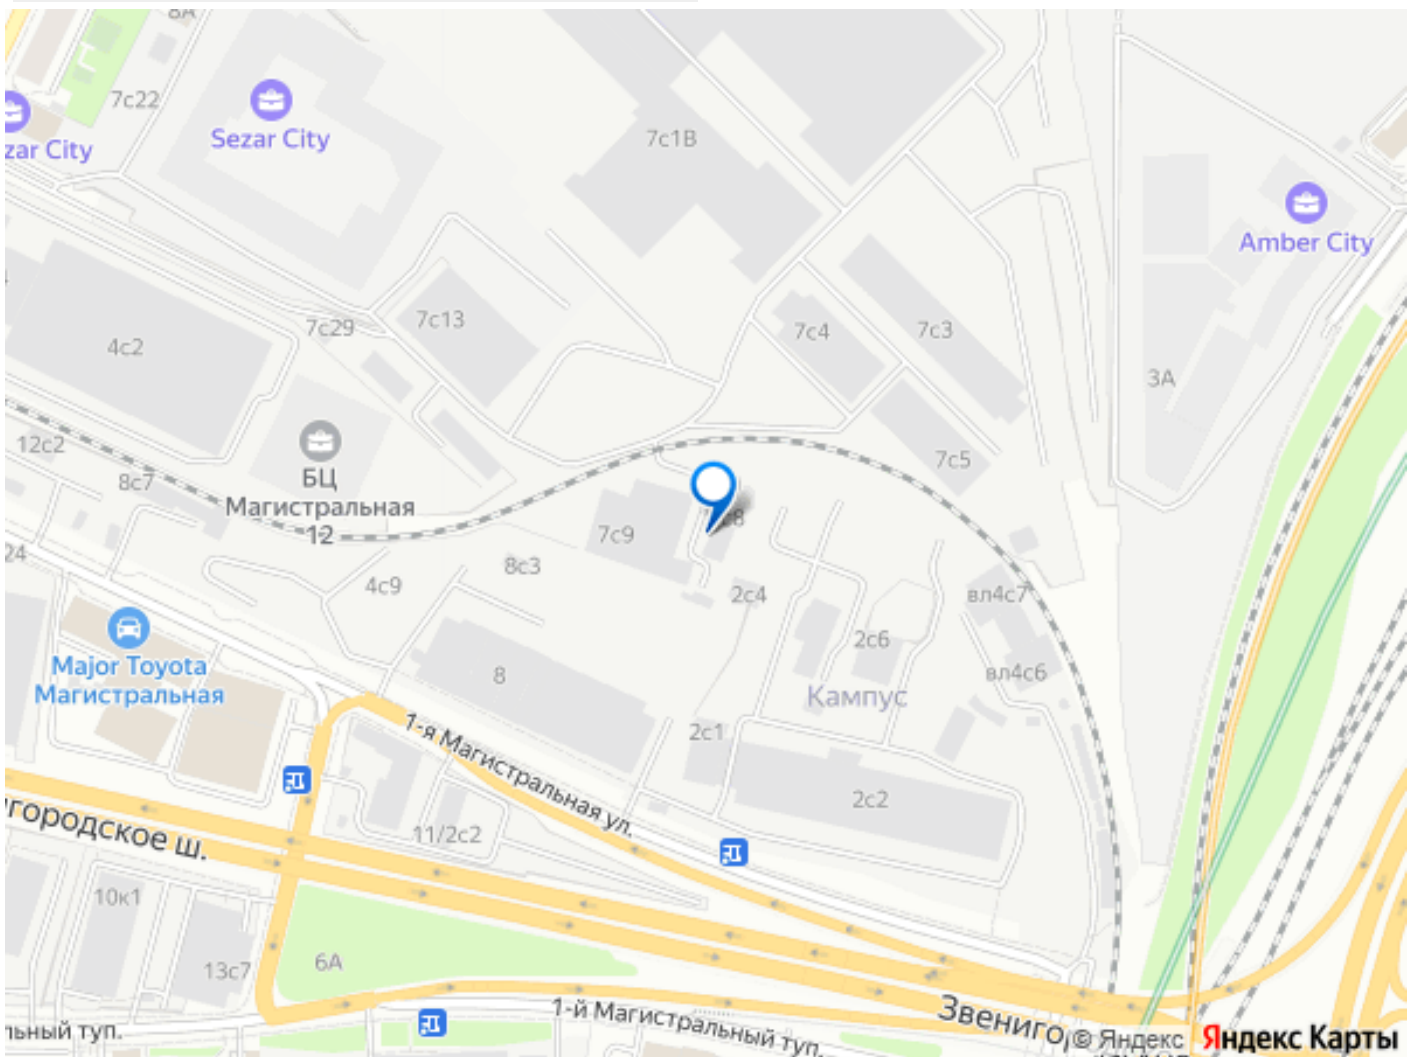 8А
7с22
Sezar City
zar City
7с1В
Amber City
7с29
7с13
4с2
7с4
7с3
3А
12с2
БЦ
Магистральная
12
8с7
7с5
7с9
с8
24
8с3
4с9
2с4
вл4с7
2с6
вл4с6
Major Toyota
Магистральная
8
Кампус
2с1
1-я Магистральная ул.
2с2
городское ш.
11/2с2
10к1
6А
13с7
льный туп.
1-й Магистральный туп.
Звениго
© Яндекс Яндекс Карты